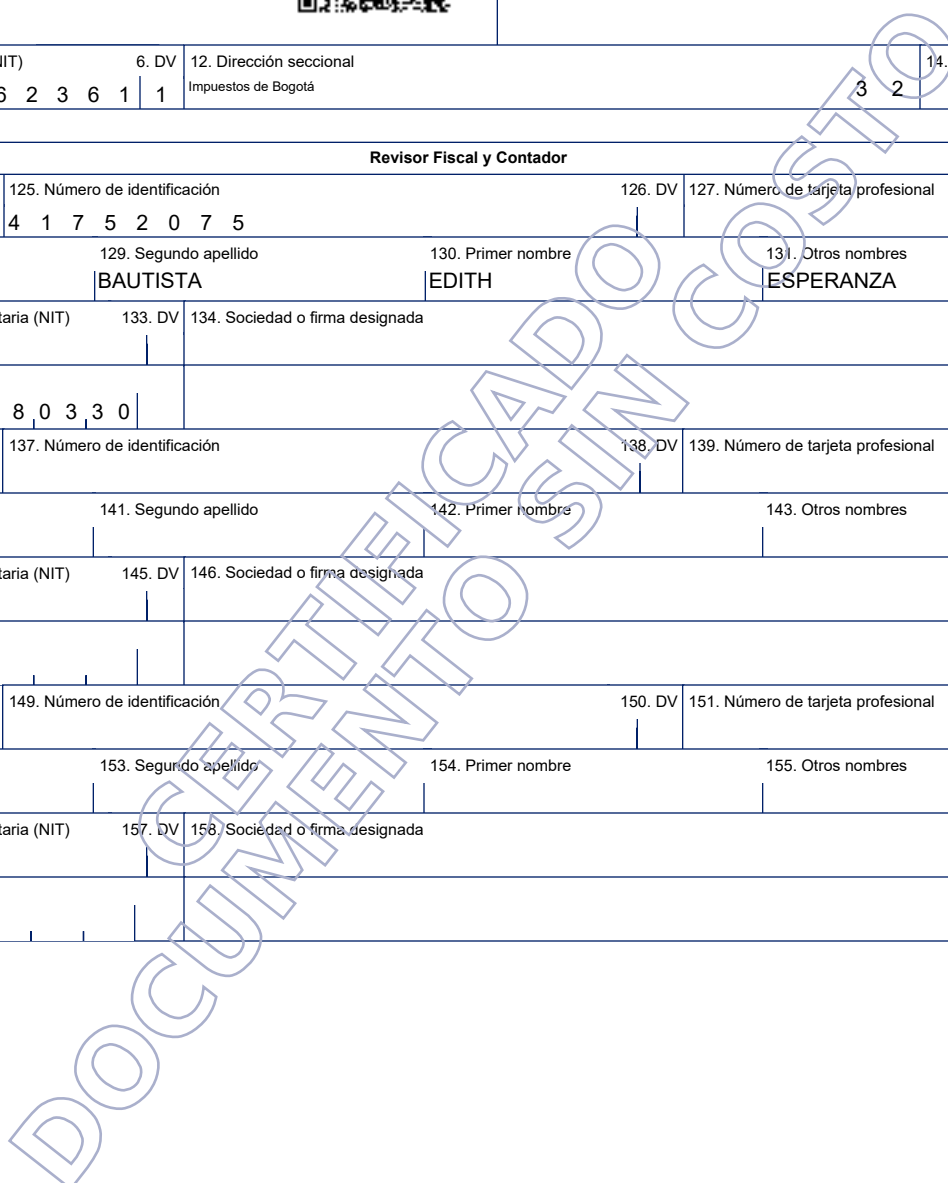 IT) 6. DV 12. Dirección seccional 14.
6 2 3 6 1 1 Impuestos de Bogotá 3 2
Revisor Fiscal y Contador
125. Número de identificación 126. DV 127. Número de tarjeta profesional
4 1 7 5 2 0 7 5
129. Segundo apellido 130. Primer nombre 131. Otros nombres
BAUTISTA EDITH ESPERANZA
taria (NIT) 133. DV 134. Sociedad o firma designada
8 0 3 3 0
137. Número de identificación 138. DV 139. Número de tarjeta profesional
141. Segundo apellido 142. Primer nombre 143. Otros nombres
taria (NIT) 145. DV 146. Sociedad o firma designada
149. Número de identificación 150. DV 151. Número de tarjeta profesional
153. Segundo apellido 154. Primer nombre 155. Otros nombres
taria (NIT) 157. DV 158. Sociedad o firma designada
CERTIFICADO
DOCUMENTO SIN COSTO